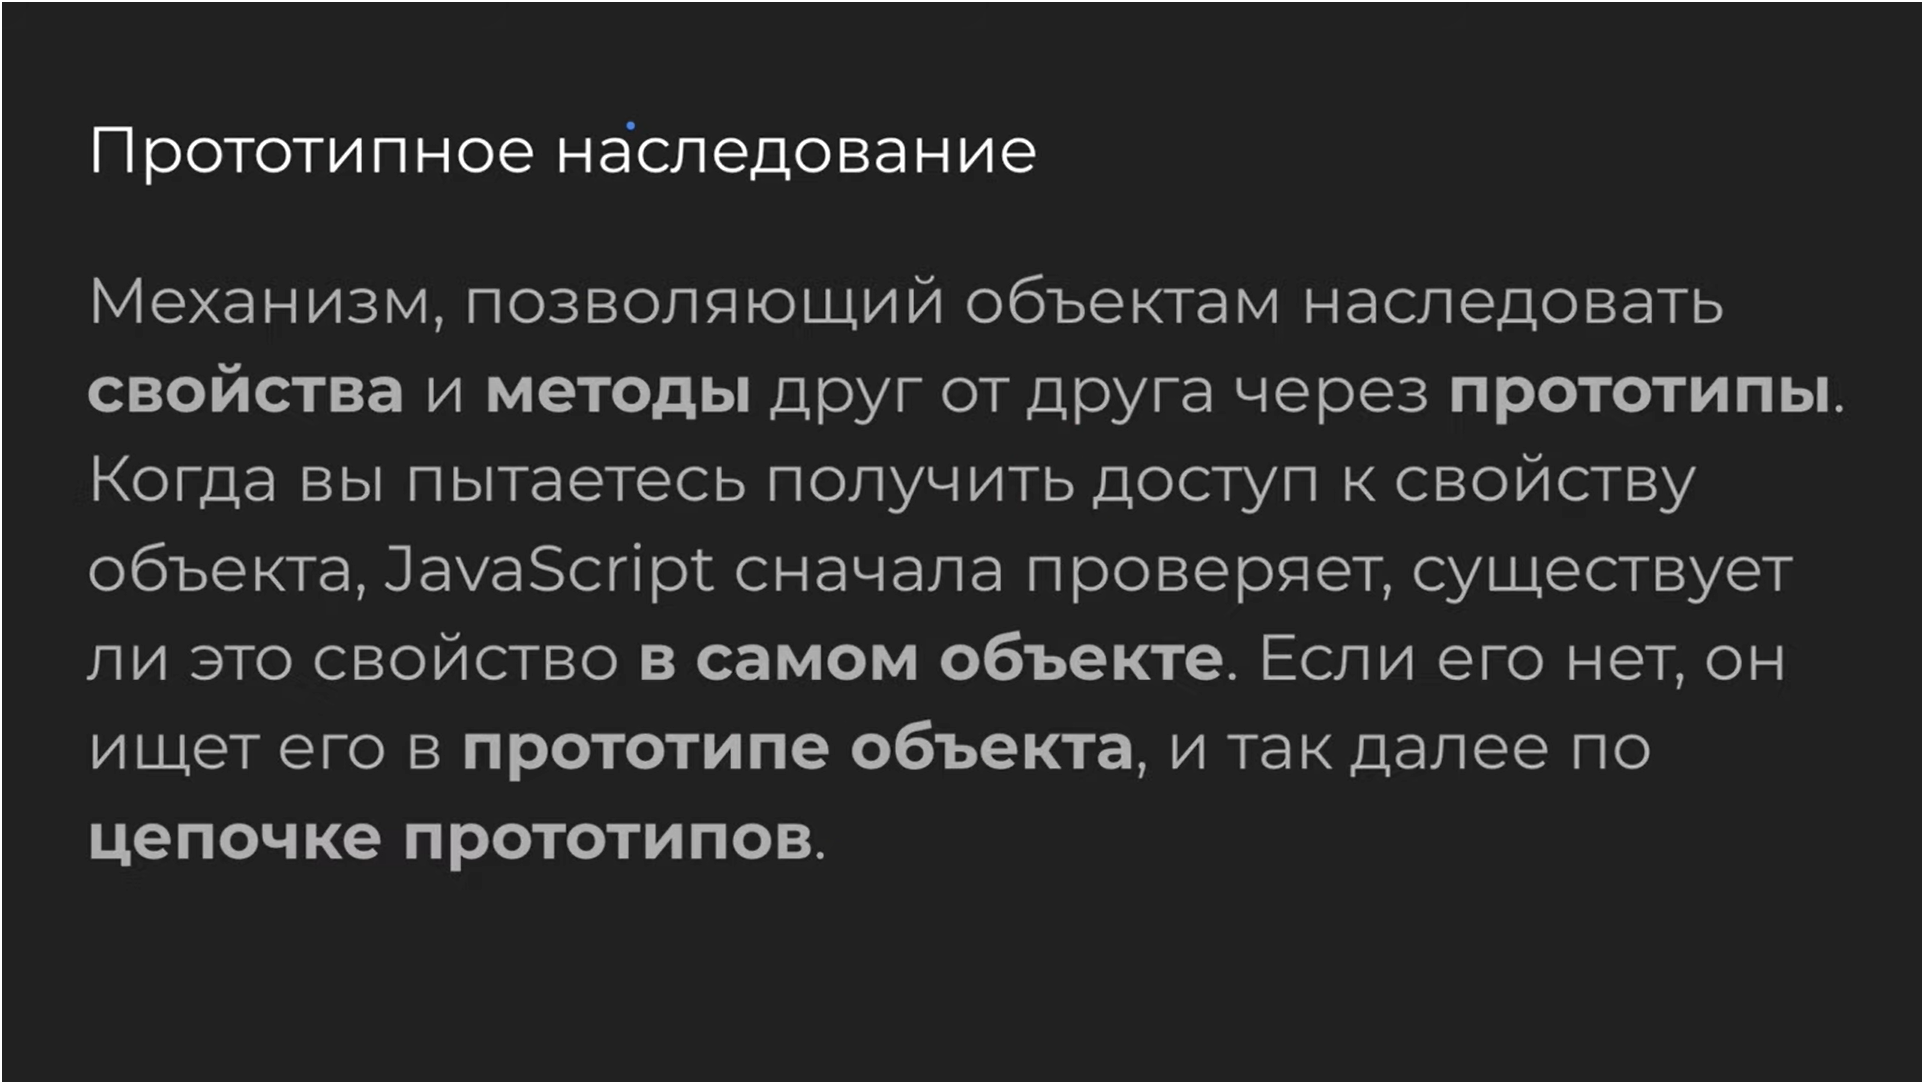 Прототипное наследование
Механизм, позволяющий объектам наследовать
свойства и методы друг от друга через прототипы.
Когда вы пытаетесь получить доступ к свойству
объекта, JavaScript сначала проверяет, существует
ли это свойство в самом объекте. Если его нет, он
ищет его в прототипе объекта, и так далее по
цепочке прототипов.